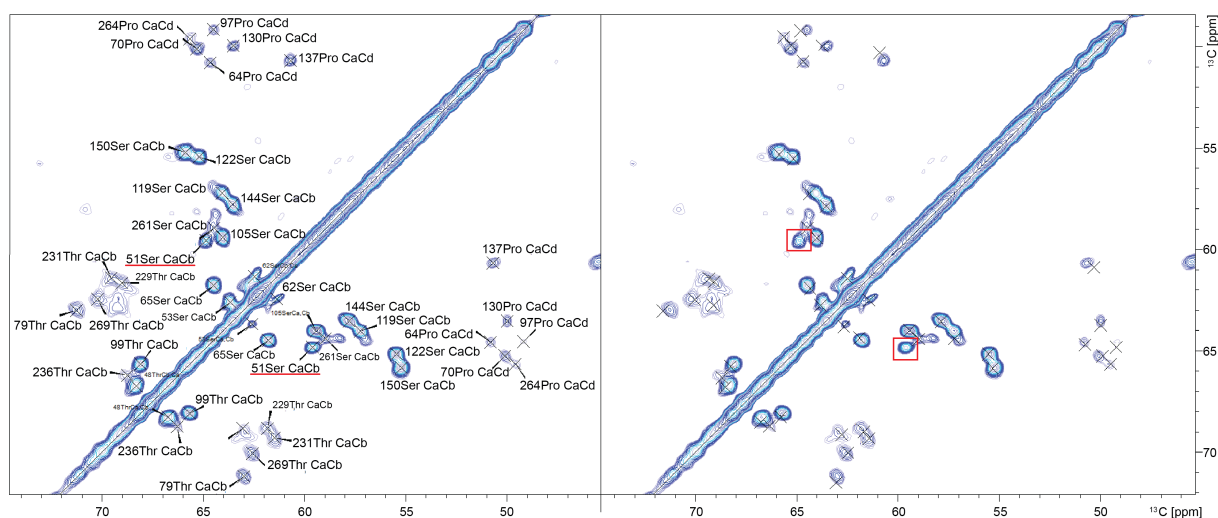 264Pro CaCd
97Pro CaCd
70Pro CaCd
130Pro CaCd
137Pro CaCd
64Pro CaCd
150Ser CaCb
122Ser CaCb
119Ser CaCb
144Ser CaCb
261Ser CaCb
105Ser CaCb
51Ser CaCb
231Thr CaCb
229Thr CaCb
62Ser CaCb
65Ser CaCb
53Ser CaCb
79Thr CaCb
269Thr CaCb
99Thr CaCb
236Thr CaCb
137Pro CaCd
144Ser CaCb
130Pro CaCd
119Ser CaCb
97Pro CaCd
64Pro CaCd
65Ser CaCb
261Ser CaCb
122Ser CaCb
51Ser CaCb
70Pro CaCd
150Ser CaCb
264Pro CaCd
99Thr CaCb
229Thr CaCb
236Thr CaCb
231Thr CaCb
269Thr CaCb
79Thr CaCb
70 65 60 55 50
70 65 60 55 50
¹³C [ppm]
¹³C [ppm]
55
60
65
70